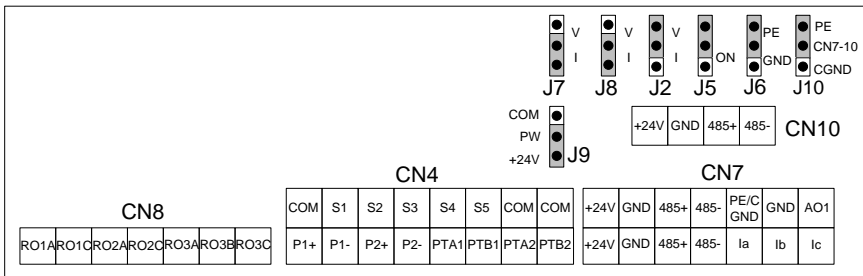 V V V PE PE
I I I ON GND CN7-10
CGND
J7 J8 J2 J5 J6 J10
COM
PW
+24V J9
+24V GND 485+ 485- CN10
CN8 CN4 CN7
COM S1 S2 S3 S4 S5 COM COM +24V GND 485+ 485- PE/C GND GND AO1
RO1A RO1C RO2A RO2C RO3A RO3B RO3C P1+ P1- P2+ P2- PTA1 PTB1 PTA2 PTB2 +24V GND 485+ 485- Ia Ib Ic